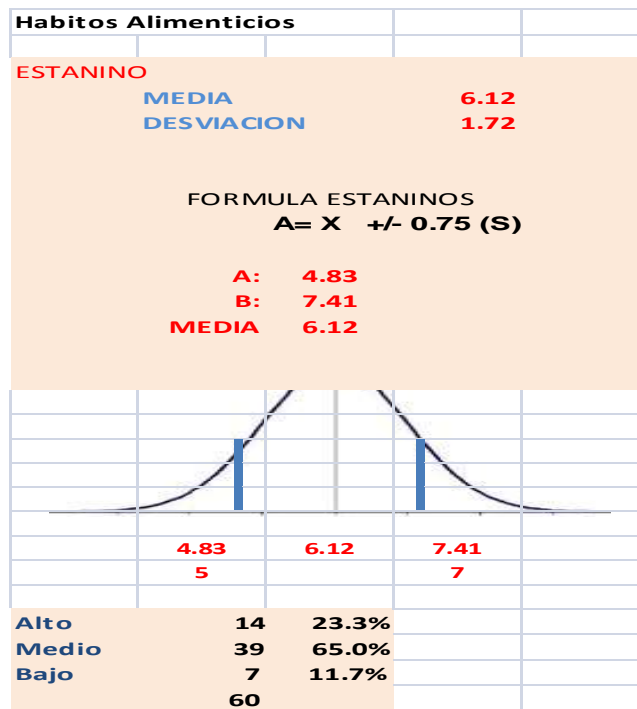 Habitos Alimenticios
ESTANINO
MEDIA 6.12
DESVIACION 1.72
FORMULA ESTANINOS
A= X +/- 0.75 (S)
A: 4.83
B: 7.41
MEDIA 6.12
4.83 6.12 7.41
5 7
Alto 14 23.3%
Medio 39 65.0%
Bajo 7 11.7%
60